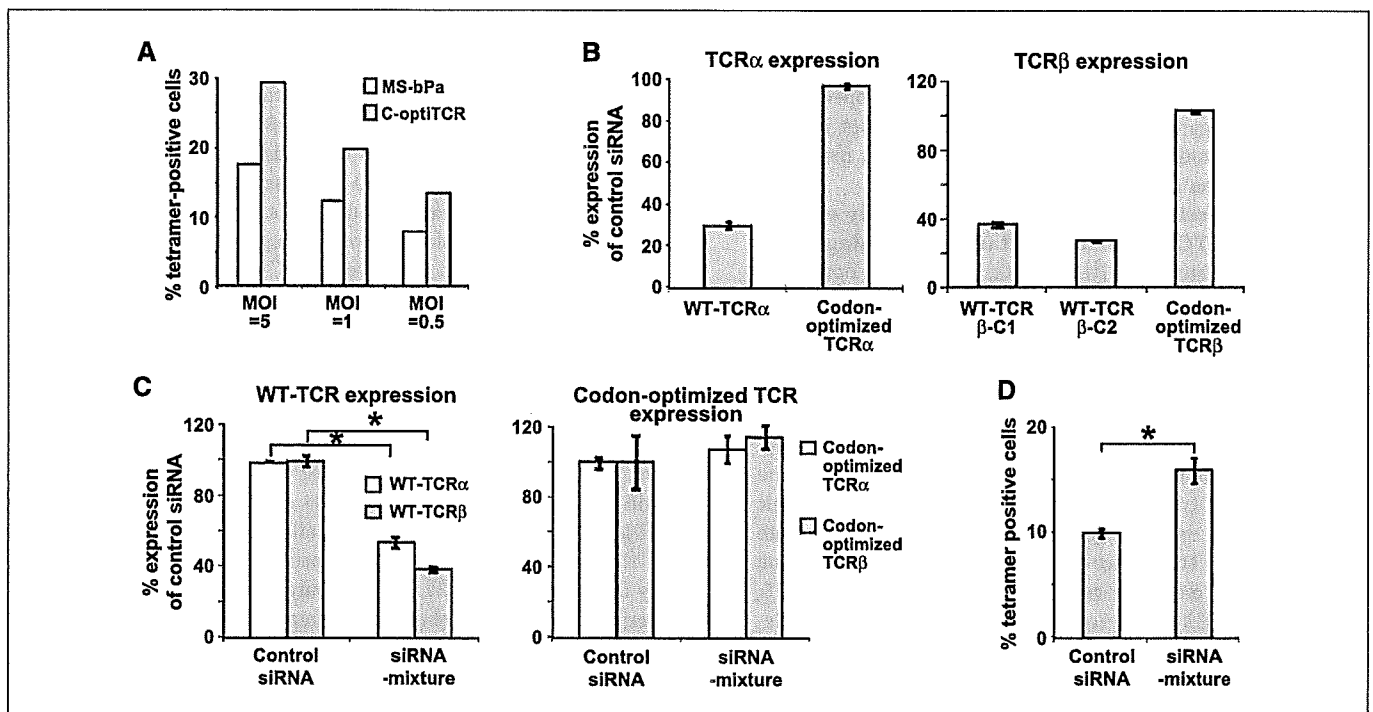 A
% tetramer-positive cells
30
20
10
0
MS-bPa
C-optiTCR
MOI
=5
MOI
=1
MOI
=0.5
B
TCRα expression
% expression
of control siRNA
100
80
60
40
20
0
WT-TCRα
Codon-
optimized
TCRα
TCRβ expression
120
80
40
0
WT-TCR
β-C1
WT-TCR
β-C2
Codon-
optimized
TCRβ
C
WT-TCR expression
% expression
of control siRNA
120
80
40
0
*
*
WT-TCRα
WT-TCRβ
Control
siRNA
siRNA
-mixture
Codon-optimized TCR
expression
120
80
40
0
Codon-
optimized
TCRα
Codon-
optimized
TCRβ
Control
siRNA
siRNA
-mixture
D
% tetramer positive cells
20
10
0
*
Control
siRNA
siRNA
-mixture